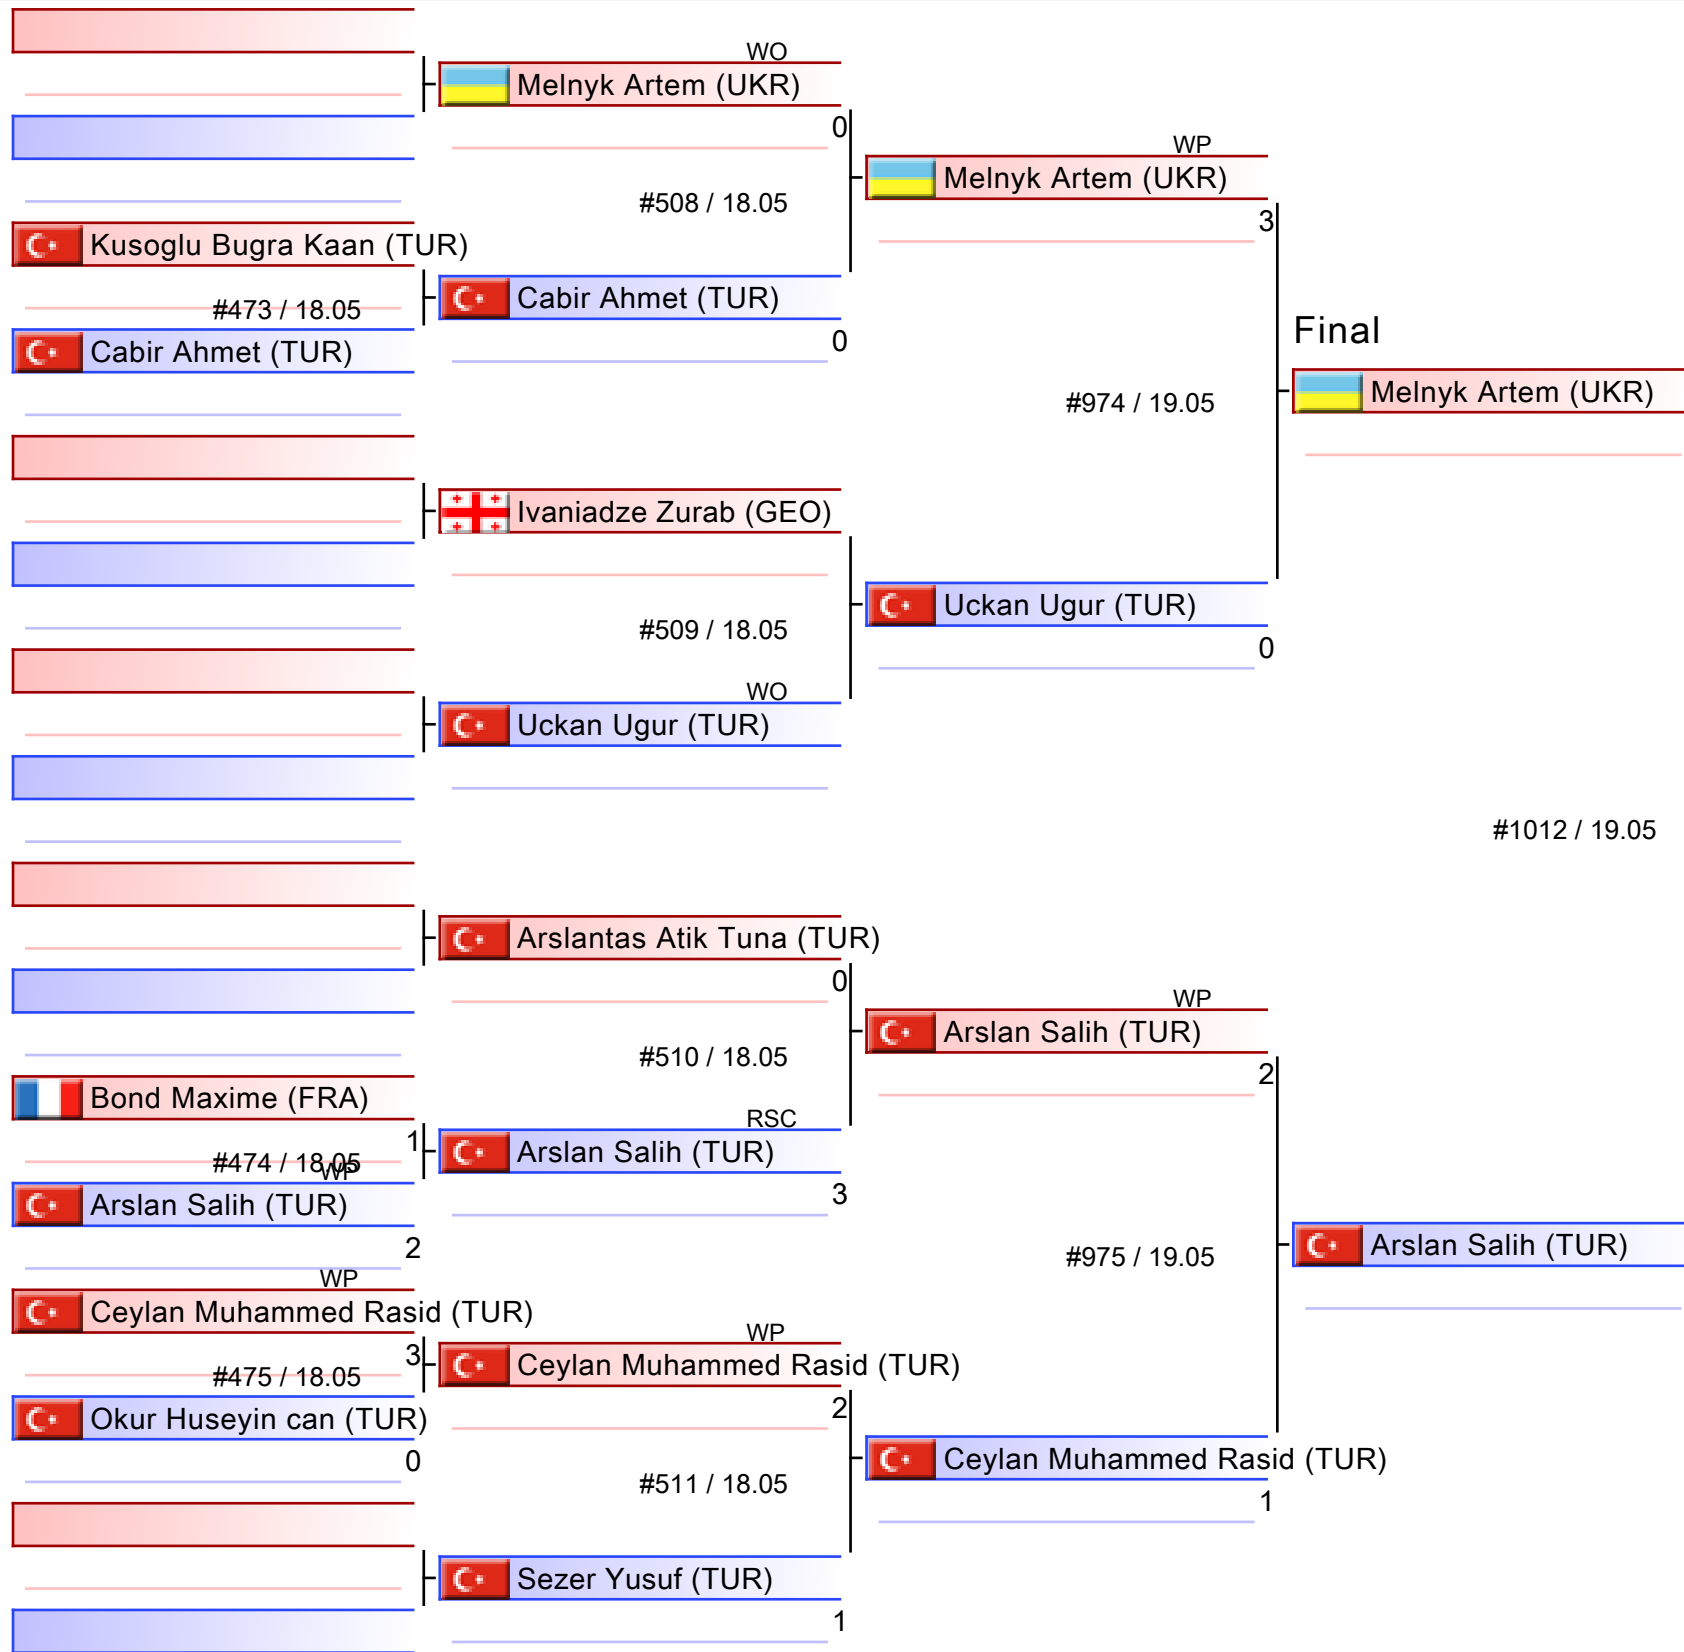 WO
Melnyk Artem (UKR)
0
WP
Melnyk Artem (UKR)
#508 / 18.05
3
Kusoglu Bugra Kaan (TUR)
#473 / 18.05
Cabir Ahmet (TUR)
0
Cabir Ahmet (TUR)
Final
#974 / 19.05
Melnyk Artem (UKR)
Ivaniadze Zurab (GEO)
Uckan Ugur (TUR)
#509 / 18.05
0
WO
Uckan Ugur (TUR)
#1012 / 19.05
Arslantas Atik Tuna (TUR)
0
WP
Arslan Salih (TUR)
#510 / 18.05
2
Bond Maxime (FRA)
RSC
1
#474 / 18.05
WP
Arslan Salih (TUR)
3
Arslan Salih (TUR)
2
#975 / 19.05
Arslan Salih (TUR)
WP
Ceylan Muhammed Rasid (TUR)
WP
3
#475 / 18.05
Ceylan Muhammed Rasid (TUR)
2
Okur Huseyin can (TUR)
0
Ceylan Muhammed Rasid (TUR)
#511 / 18.05
1
Sezer Yusuf (TUR)
1